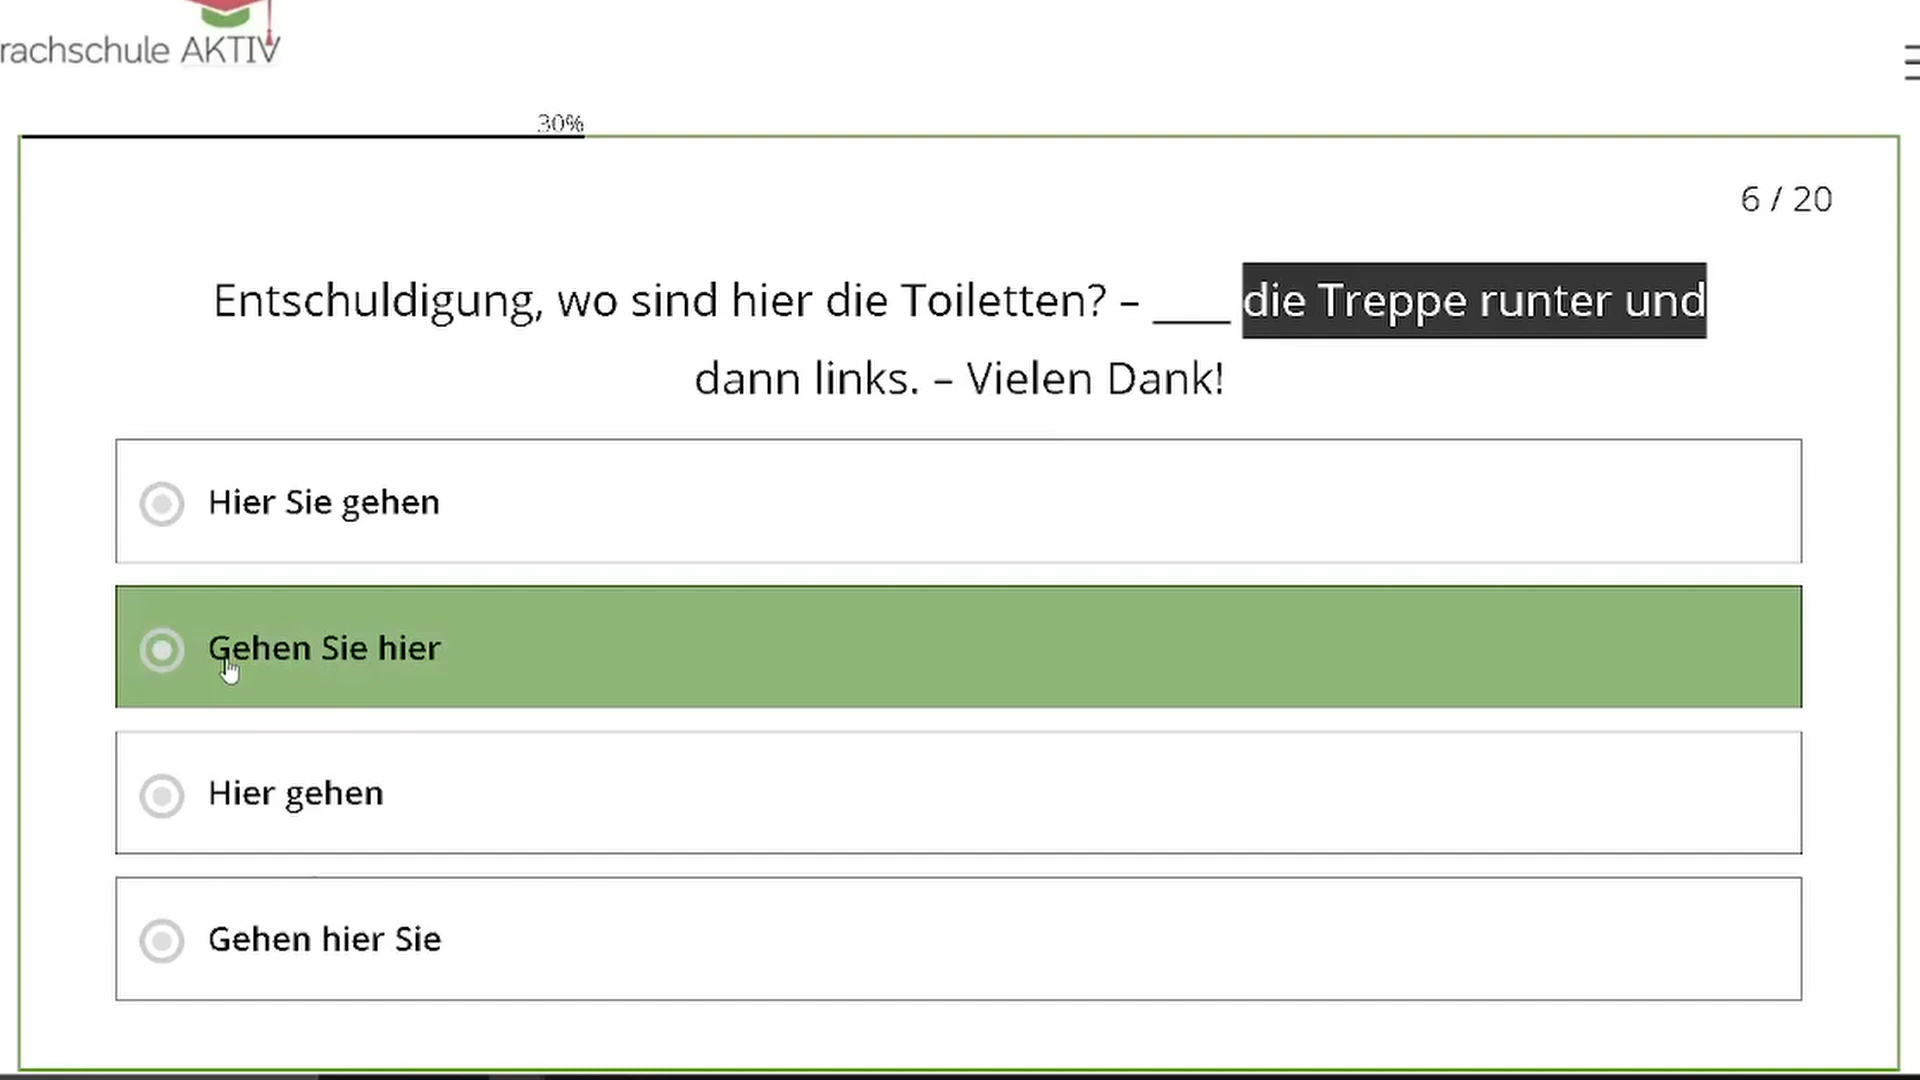 rachschule AKTIV
30%
6 / 20
Entschuldigung, wo sind hier die Toiletten? – ____ die Treppe runter und
dann links. – Vielen Dank!
Hier Sie gehen
Gehen Sie hier
Hier gehen
Gehen hier Sie